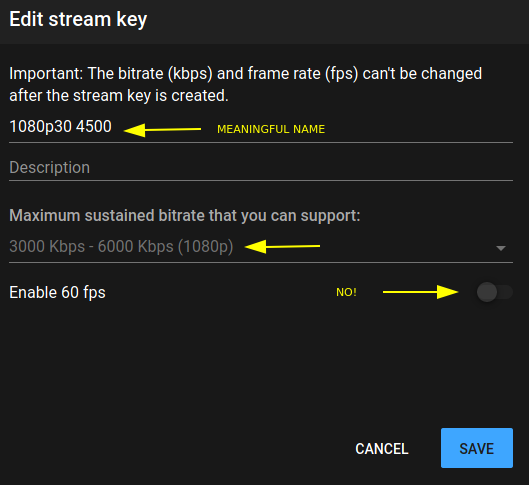 Edit stream key
Important: The bitrate (kbps) and frame rate (fps) can't be changed
after the stream key is created.
1080p30 4500
MEANINGFUL NAME
Description
Maximum sustained bitrate that you can support:
3000 Kbps - 6000 Kbps (1080p)
Enable 60 fps
NO!
CANCEL
SAVE